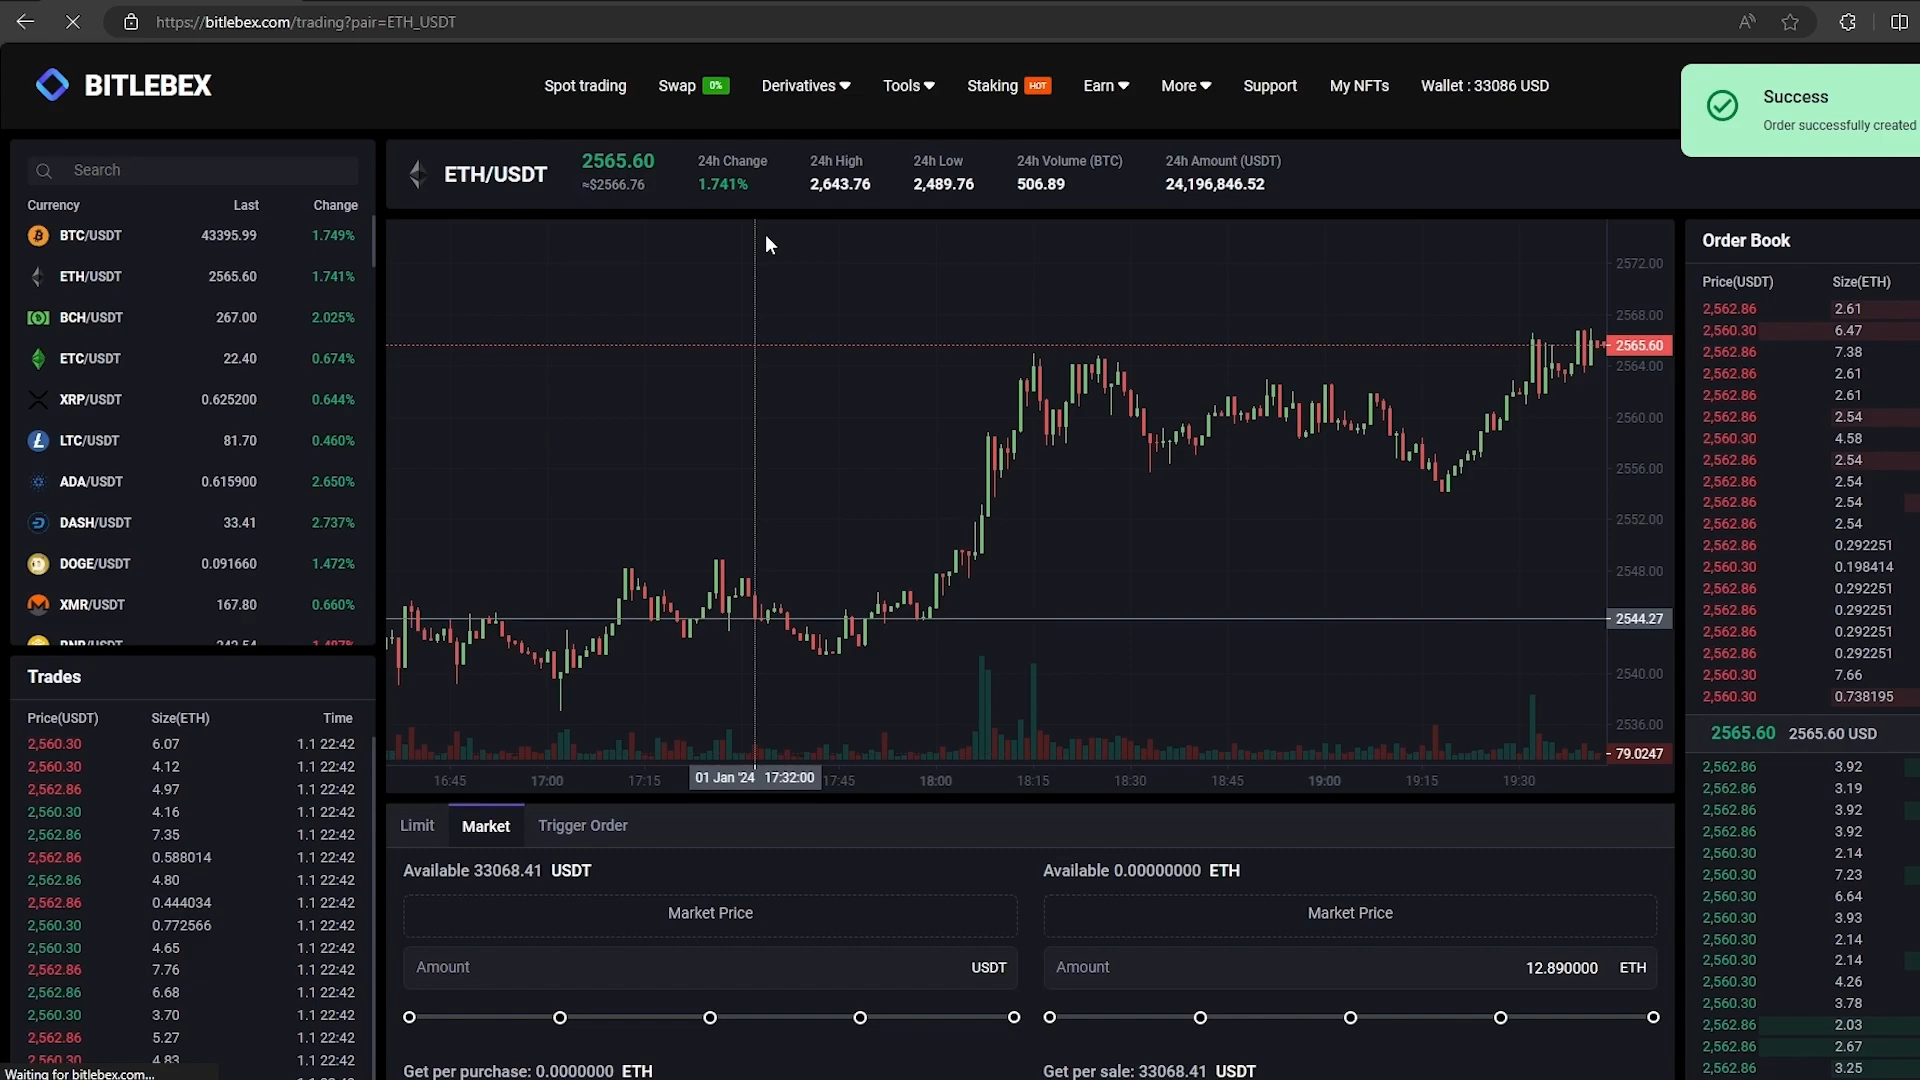 https://bitlebex.com/trading?pair=ETH_USDT
BITLEBEX
Spot trading Swap 0% Derivatives Tools Staking HOT Earn More Support My NFTs Wallet : 33086 USD
Success
Order successfully created
Search
Currency Last Change
BTC/USDT 43395.99 1.749%
ETH/USDT 2565.60 1.741%
BCH/USDT 267.00 2.025%
ETC/USDT 22.40 0.674%
XRP/USDT 0.625200 0.644%
LTC/USDT 81.70 0.460%
ADA/USDT 0.615900 2.650%
DASH/USDT 33.41 2.737%
DOGE/USDT 0.091660 1.472%
XMR/USDT 167.80 0.660%
Trades
Price(USDT) Size(ETH) Time
2,560.30 6.07 1.1 22:42
2,560.30 4.12 1.1 22:42
2,562.86 4.97 1.1 22:42
2,560.30 4.16 1.1 22:42
2,562.86 7.35 1.1 22:42
2,562.86 0.588014 1.1 22:42
2,562.86 4.80 1.1 22:42
2,562.86 0.444034 1.1 22:42
2,560.30 0.772566 1.1 22:42
2,560.30 4.65 1.1 22:42
2,562.86 7.76 1.1 22:42
2,562.86 6.68 1.1 22:42
2,560.30 3.70 1.1 22:42
2,562.86 5.27 1.1 22:42
2,560.30 4.83 1.1 22:42
Waiting for bitlebex.com...
ETH/USDT
2565.60
≈$2566.76
24h Change
1.741%
24h High
2,643.76
24h Low
2,489.76
24h Volume (BTC)
506.89
24h Amount (USDT)
24,196,846.52
2572.00
2568.00
2565.60
2564.00
2560.00
2556.00
2552.00
2548.00
2544.27
2540.00
2536.00
79.0247
16:45 17:00 17:15 01 Jan '24 17:32:00 17:45 18:00 18:15 18:30 18:45 19:00 19:15 19:30
Limit Market Trigger Order
Available 33068.41 USDT
Market Price
Amount USDT
Get per purchase: 0.0000000 ETH
Available 0.00000000 ETH
Market Price
Amount 12.890000 ETH
Get per sale: 33068.41 USDT
Order Book
Price(USDT) Size(ETH)
2,562.86 2.61
2,560.30 6.47
2,562.86 7.38
2,562.86 2.61
2,562.86 2.61
2,562.86 2.54
2,560.30 4.58
2,562.86 2.54
2,562.86 2.54
2,562.86 2.54
2,562.86 2.54
2,562.86 0.292251
2,560.30 0.198414
2,562.86 0.292251
2,562.86 0.292251
2,562.86 0.292251
2,562.86 0.292251
2,560.30 7.66
2,560.30 0.738195
2565.60 2565.60 USD
2,562.86 3.92
2,562.86 3.19
2,562.86 3.92
2,562.86 3.92
2,560.30 2.14
2,562.86 7.23
2,560.30 6.64
2,560.30 3.93
2,560.30 2.14
2,560.30 2.14
2,560.30 4.26
2,560.30 3.78
2,562.86 2.03
2,562.86 2.67
2,562.86 3.25